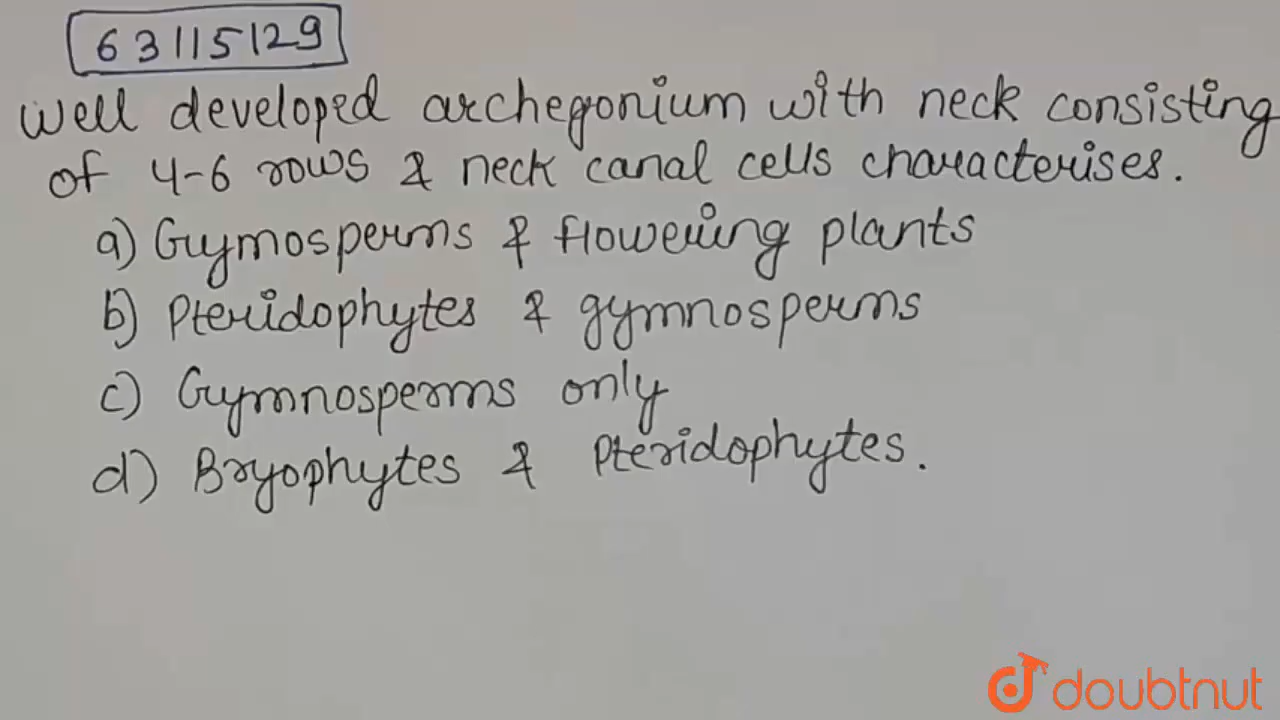 63115129
Well developed archegonium with neck consisting
of 4-6 rows & neck canal cells characterises.
a) Gymosperms & flowering plants
b) Pteridophytes & gymnosperms
c) Gymnosperms only
d) Bryophytes & Pteridophytes.
doubtnut